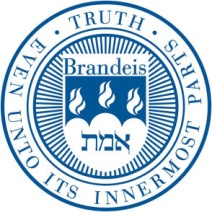 · TRUTH · EVEN UNTO ITS INNERMOST PARTS
Brandeis
אמת